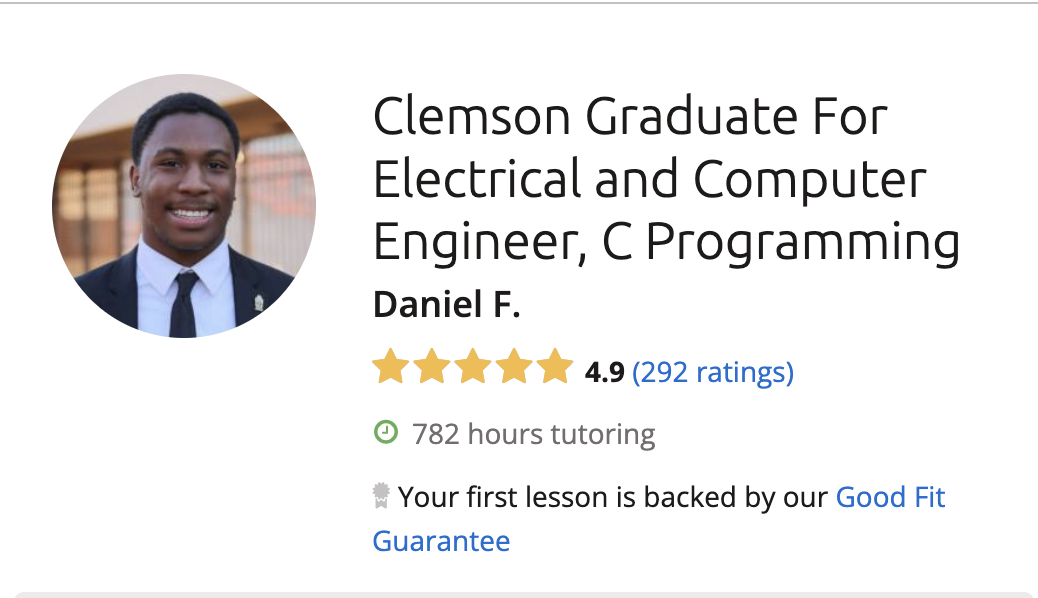 Clemson Graduate For
Electrical and Computer
Engineer, C Programming
Daniel F.
4.9 (292 ratings)
782 hours tutoring
Your first lesson is backed by our Good Fit
Guarantee